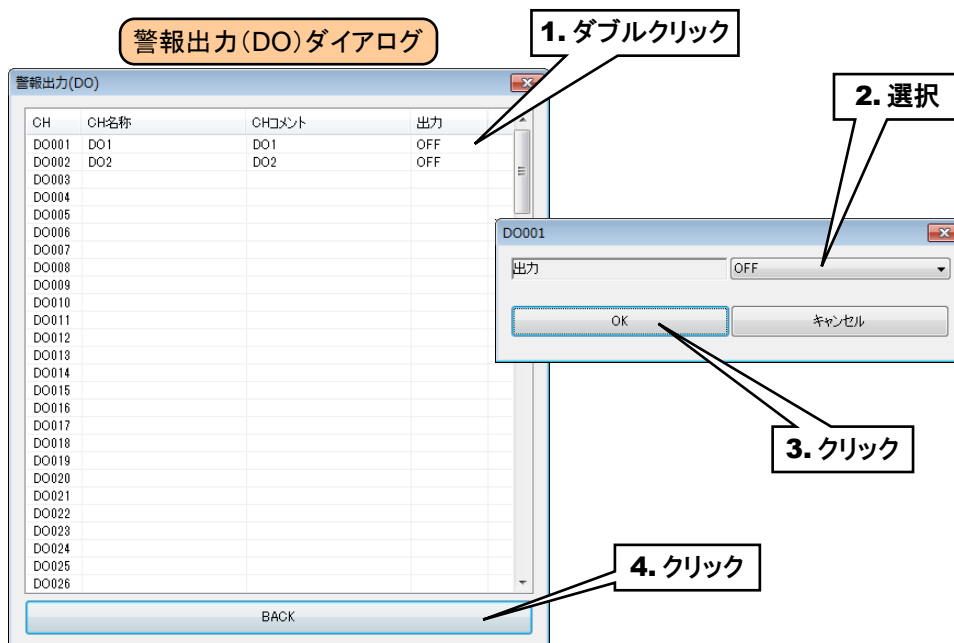 警報出力(DO)ダイアログ
1. ダブルクリック
2. 選択
警報出力(DO)
CH CH名称 CHコメント 出力
DO001 DO1 DO1 OFF
DO002 DO2 DO2 OFF
DO003
DO004
DO005
DO006
DO007
DO008
DO009
DO010
DO011
DO012
DO013
DO014
DO015
DO016
DO017
DO018
DO019
DO020
DO021
DO022
DO023
DO024
DO025
DO026
BACK
DO001
出力 OFF
OK キャンセル
3. クリック
4. クリック